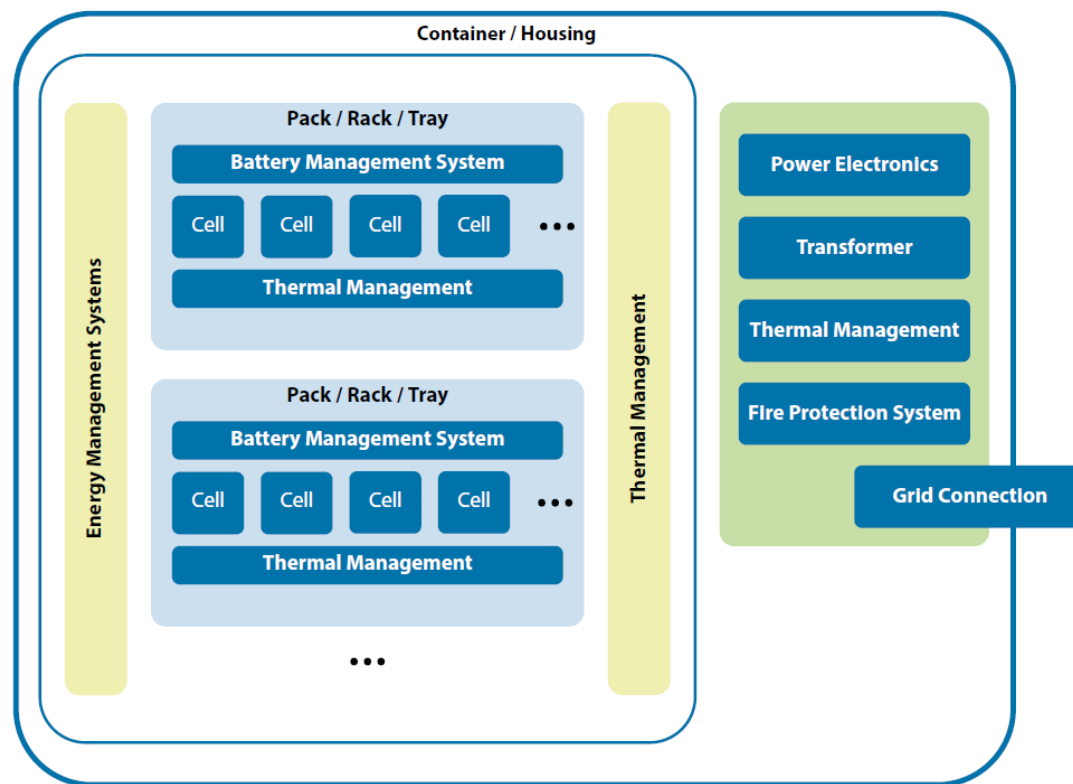 Container / Housing
Energy Management Systems
Pack / Rack / Tray
Battery Management System
Cell Cell Cell Cell •••
Thermal Management
Pack / Rack / Tray
Battery Management System
Cell Cell Cell Cell •••
Thermal Management
•••
Thermal Management
Power Electronics
Transformer
Thermal Management
Fire Protection System
Grid Connection